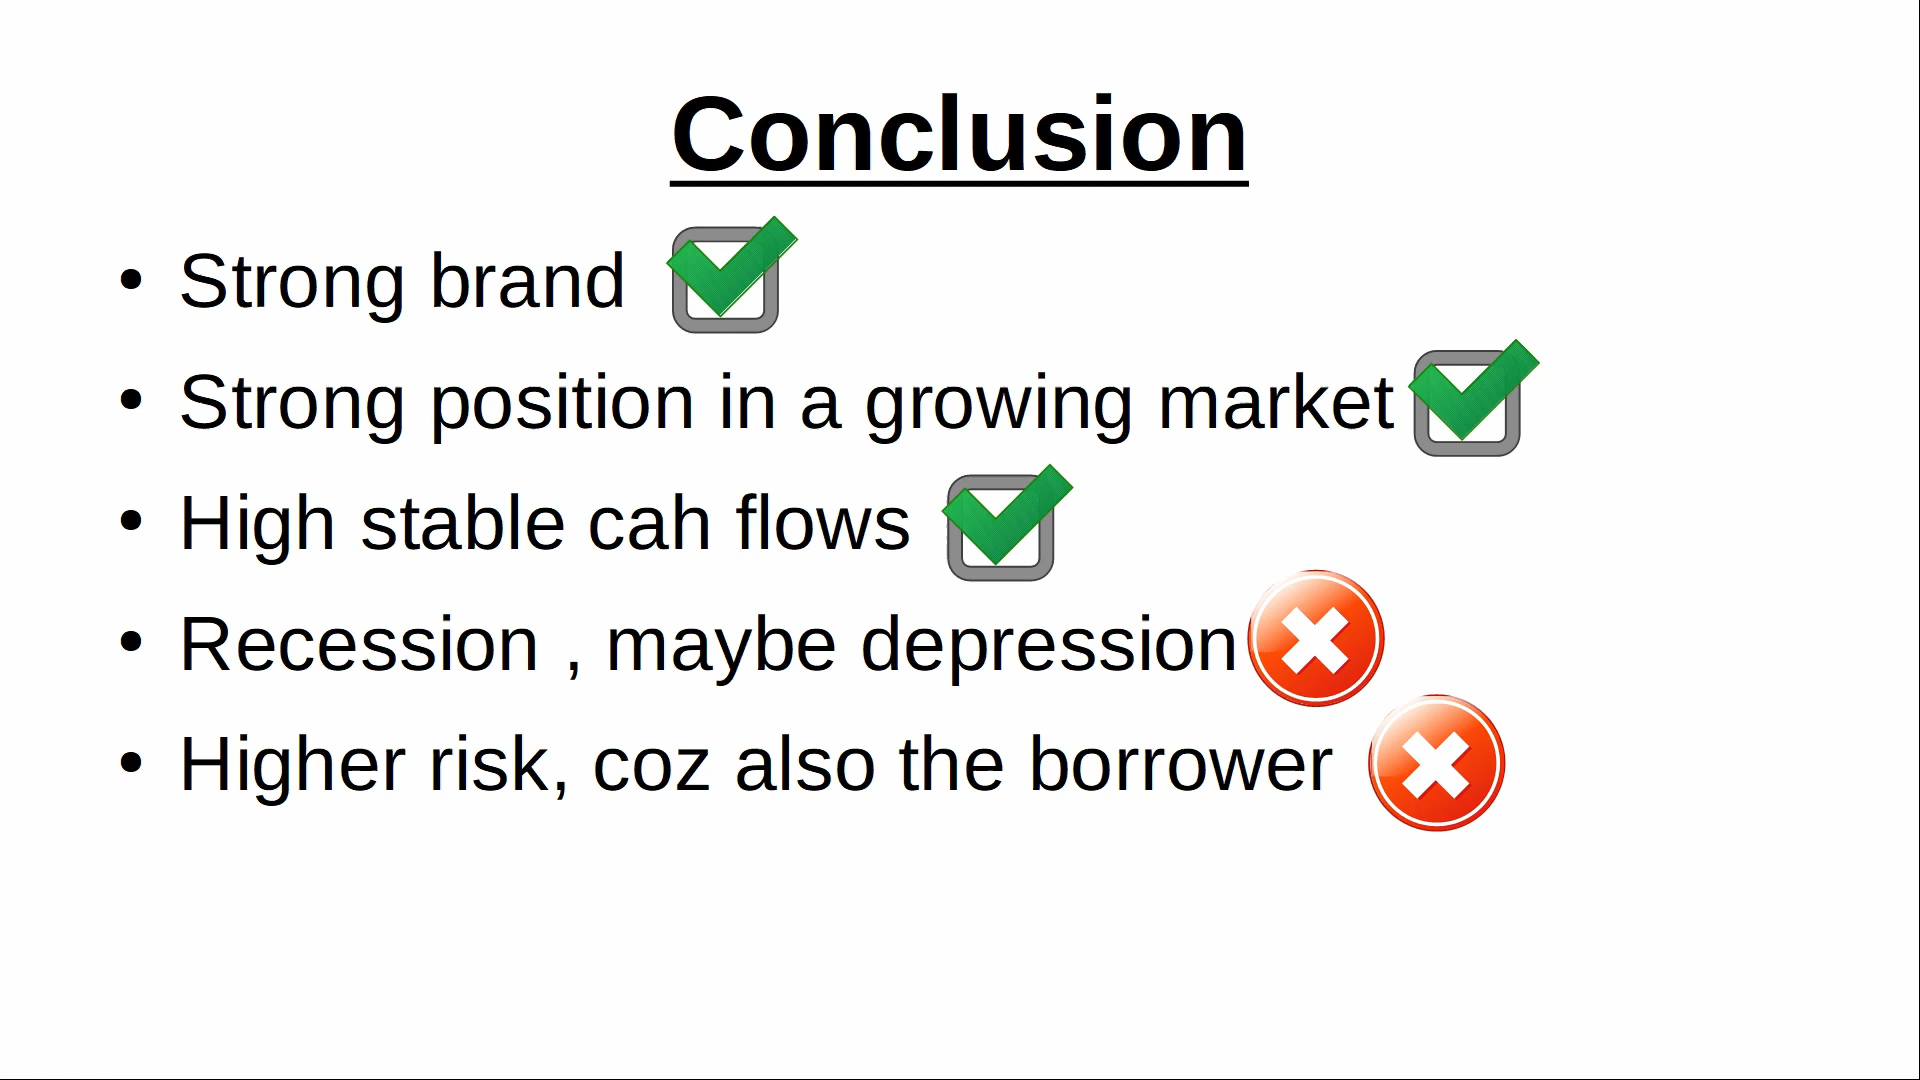 Conclusion
• Strong brand
• Strong position in a growing market
• High stable cah flows
• Recession , maybe depression
• Higher risk, coz also the borrower